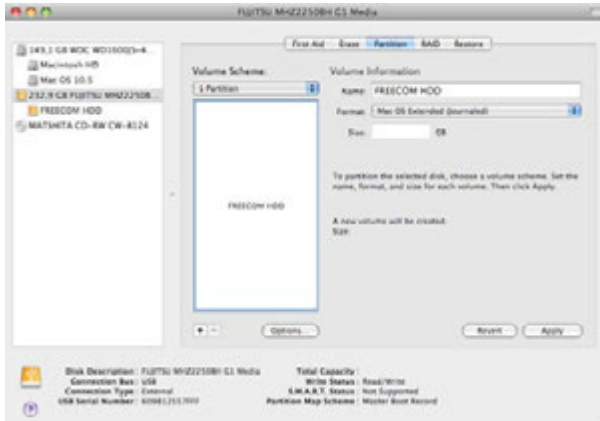 FUJITSU MHZ2250BH G1 Media
First Aid Erase Partition RAID Restore
149,1 GB WDC
Macintosh HD
Mac OS 10.5
232,9 GB FUJITSU
FREECOM HDD
MATSHITA CD-RW CW-8124
Volume Scheme:
1 Partition
FREECOM HDD
Options...
Volume Information
Name: FREECOM HDD
Format: Mac OS Extended (Journaled)
Size: GB
To partition the selected disk, choose a volume scheme. Set the
name, format, and size for each volume. Then click Apply.
A new volume will be created.
Size:
Revert Apply
Disk Description : FUJITSU MHZ2250BH G1 Media
Connection Bus : USB
Connection Type : External
USB Serial Number :
Total Capacity :
Write Status : Read/Write
S.M.A.R.T. Status : Not Supported
Partition Map Scheme : Master Boot Record